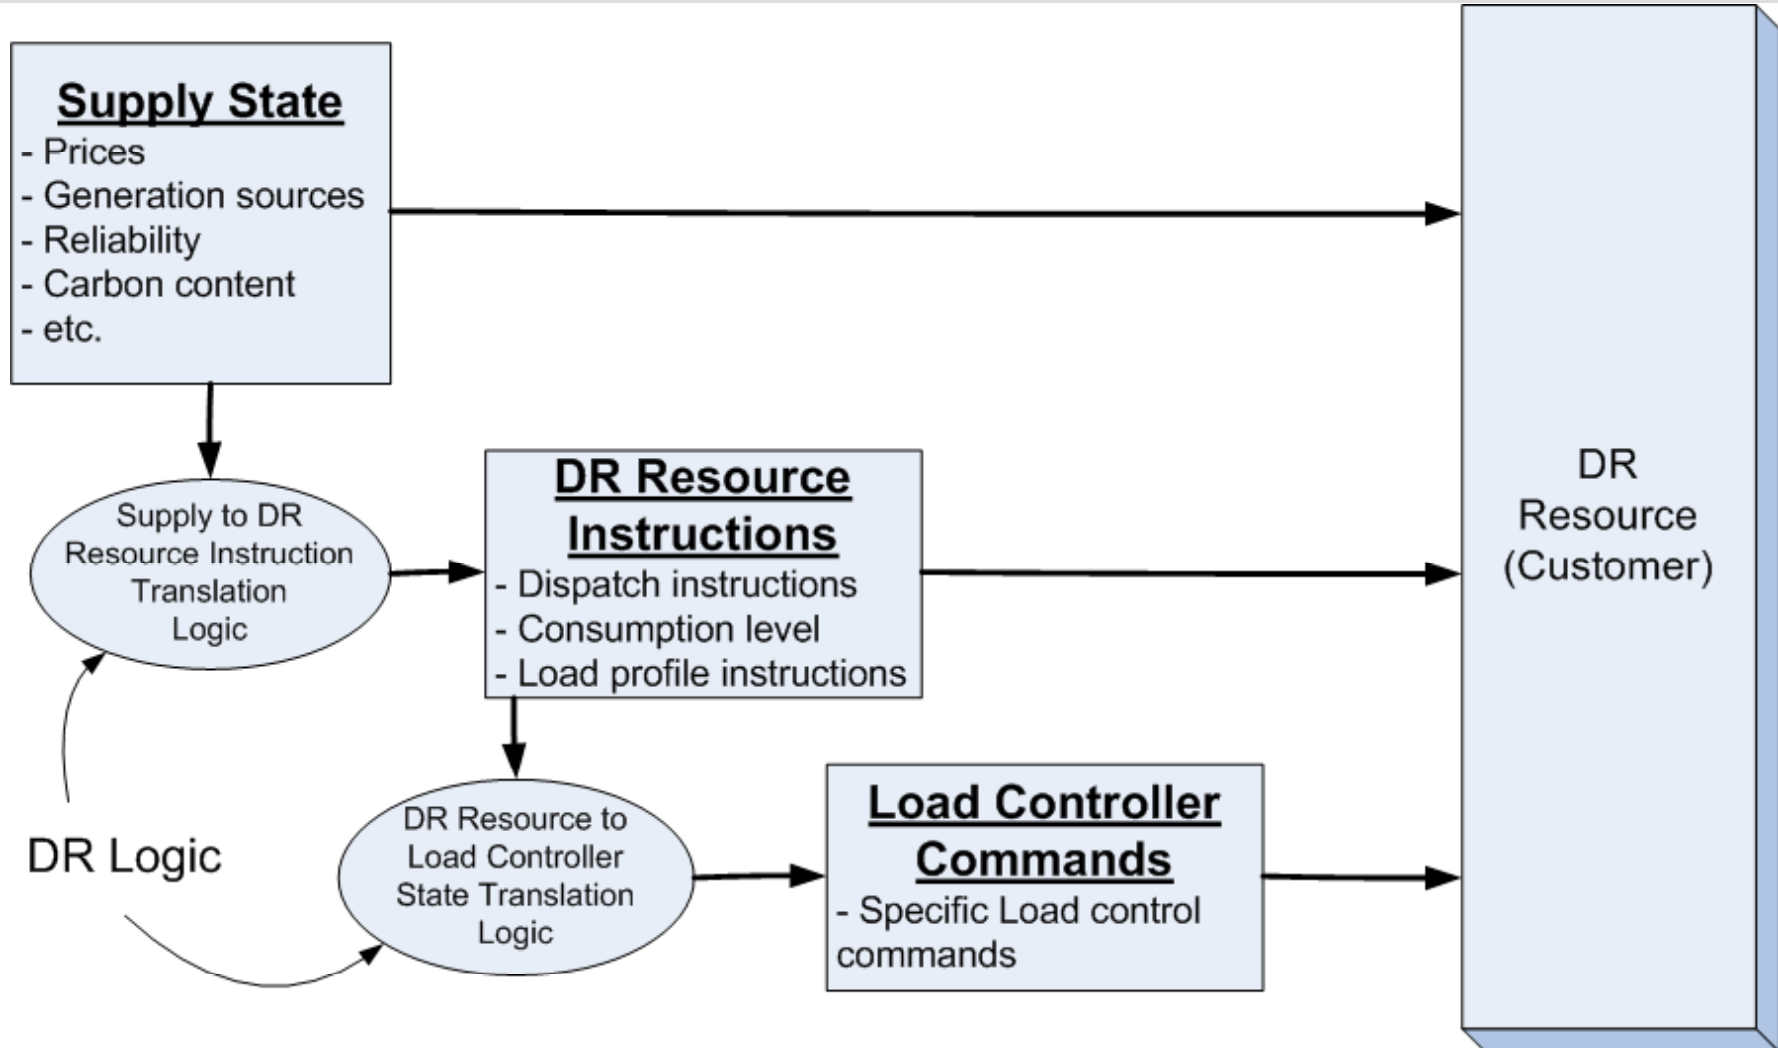 Supply State
- Prices
- Generation sources
- Reliability
- Carbon content
- etc.
Supply to DR
Resource Instruction
Translation
Logic
DR Resource
Instructions
- Dispatch instructions
- Consumption level
- Load profile instructions
DR Logic
DR Resource to
Load Controller
State Translation
Logic
Load Controller
Commands
- Specific Load control
commands
DR
Resource
(Customer)